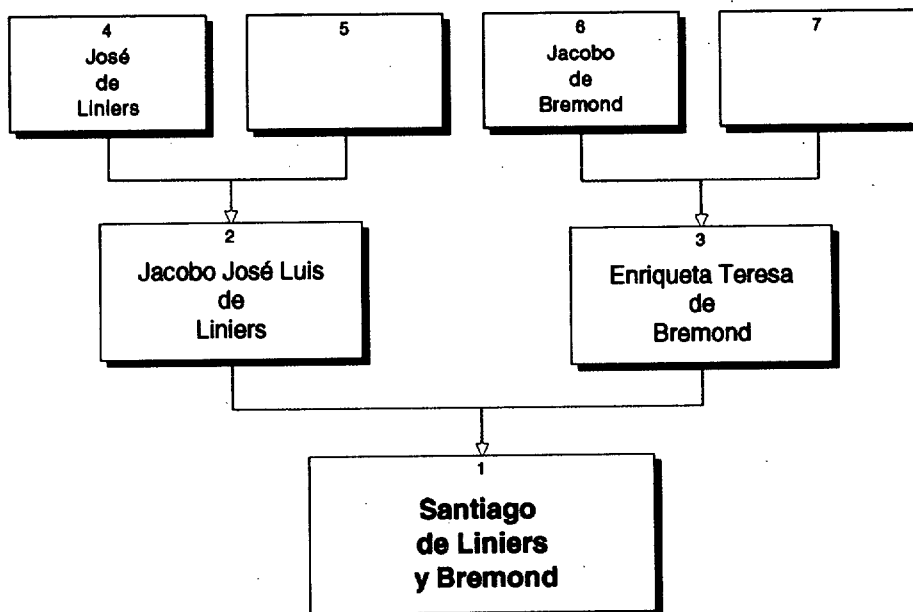 4
José
de
Liniers
5
6
Jacobo
de
Bremond
7
2
Jacobo José Luis
de
Liniers
3
Enriqueta Teresa
de
Bremond
1
Santiago
de Liniers
y Bremond